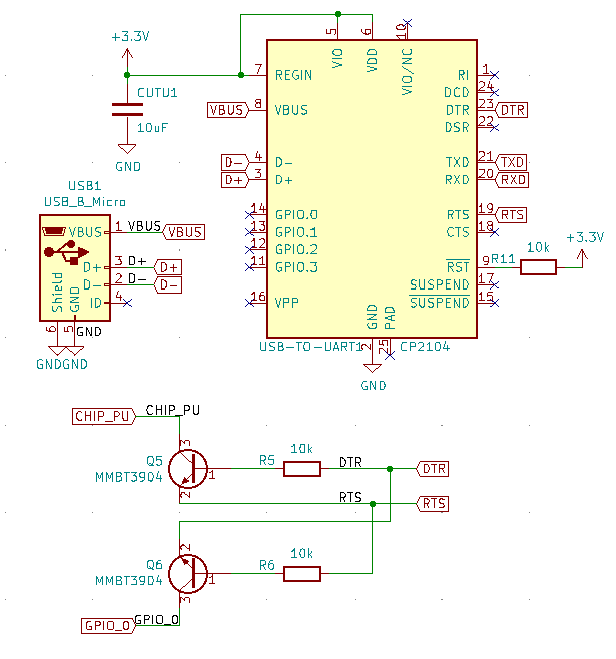 +3.3V
CUTU1
10uF
GND
5
6
10
VIO
VDD
VIO/NC
7 REGIN
VBUS 8 VBUS
D- 4 D-
D+ 3 D+
14 GPIO.0
13 GPIO.1
12 GPIO.2
11 GPIO.3
16 VPP
RI 1
DCD 24
DTR 23 DTR
DSR 22
TXD 21 TXD
RXD 20 RXD
RTS 19 RTS
CTS 18
RST 9 R11 10k +3.3V
SUSPEND 17
SUSPEND 15
GND PAD
USB-TO-UART1 2 25 CP2104
GND
USB1
USB_B_Micro
VBUS 1 VBUS VBUS
D+ 3 D+ D+
D- 2 D- D-
ID 4
Shield GND
6 5 GND
GND GND
CHIP_PU CHIP_PU
3
Q5 R5 10k DTR DTR
MMBT3904 1
2 RTS RTS
2
Q6 R6 10k
MMBT3904 1
3
GPIO_0 GPIO_0